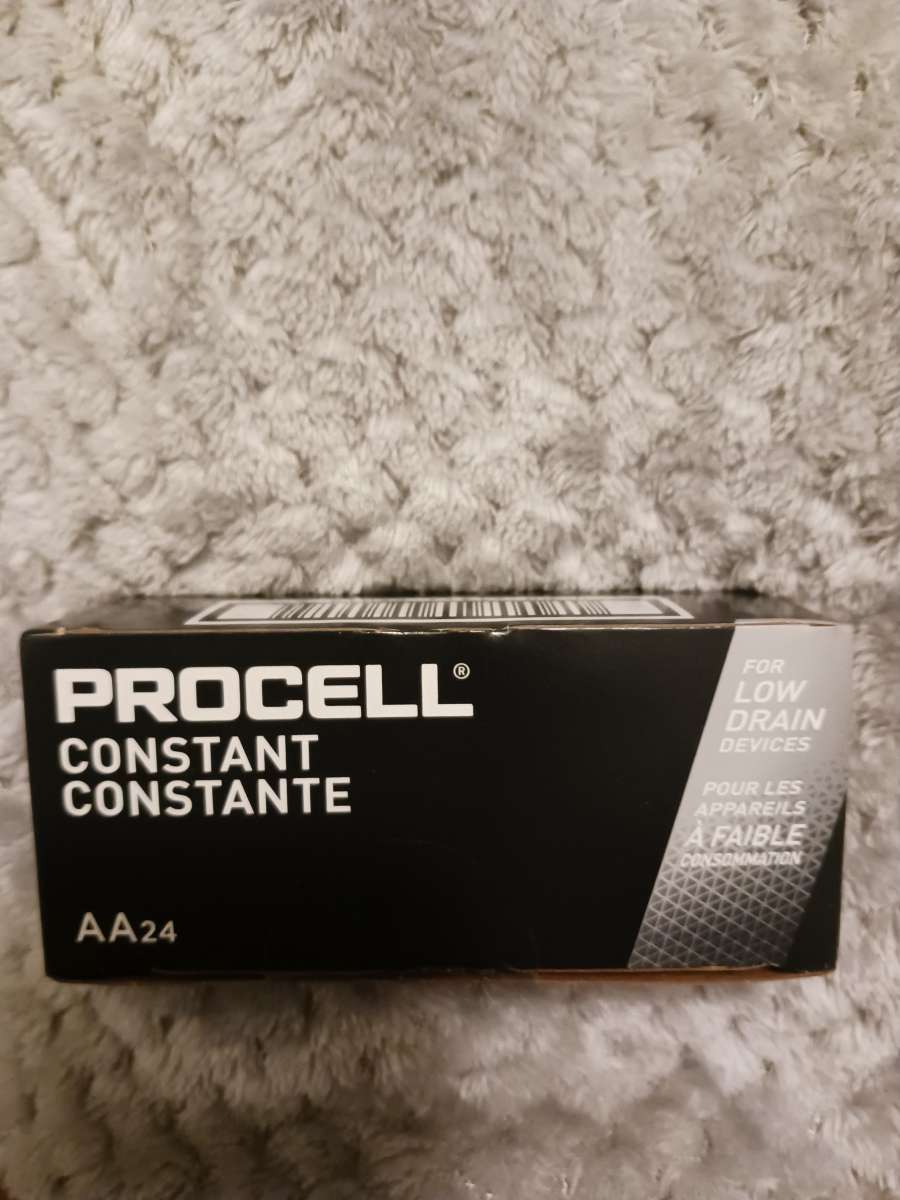 PROCELL®
CONSTANT
CONSTANTE
AA24
FOR
LOW
DRAIN
DEVICES
POUR LES
APPAREILS
À FAIBLE
CONSOMMATION